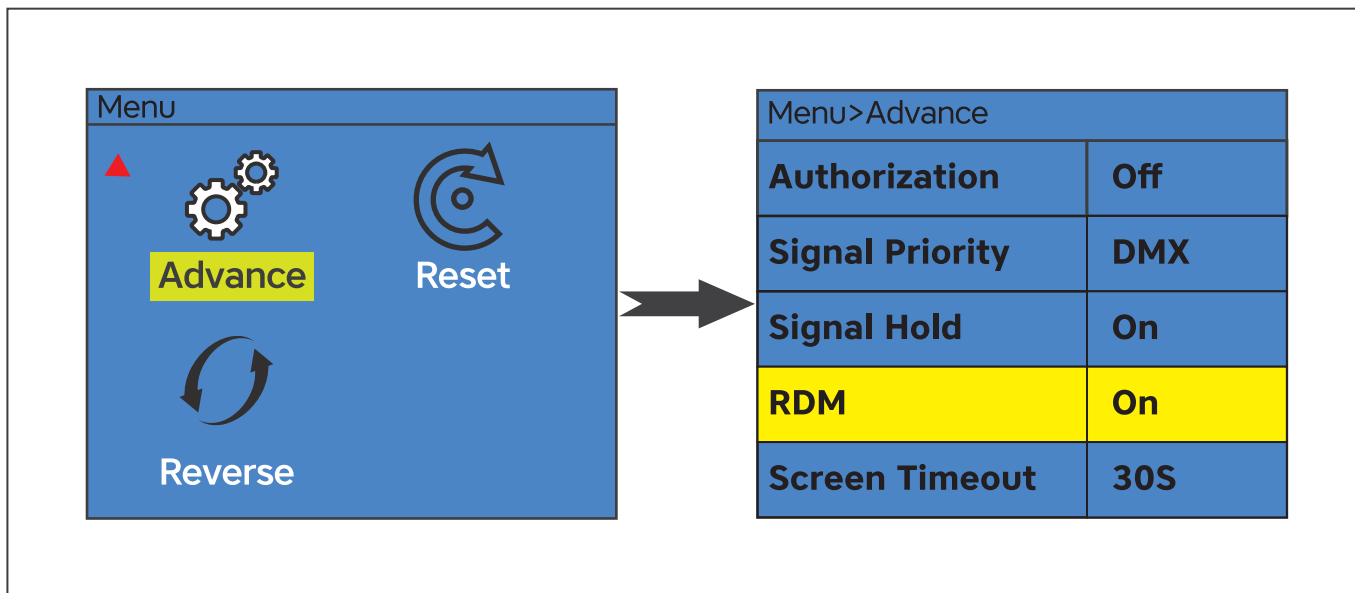 Menu
Advance
Reset
Reverse
Menu>Advance
Authorization Off
Signal Priority DMX
Signal Hold On
RDM On
Screen Timeout 30S